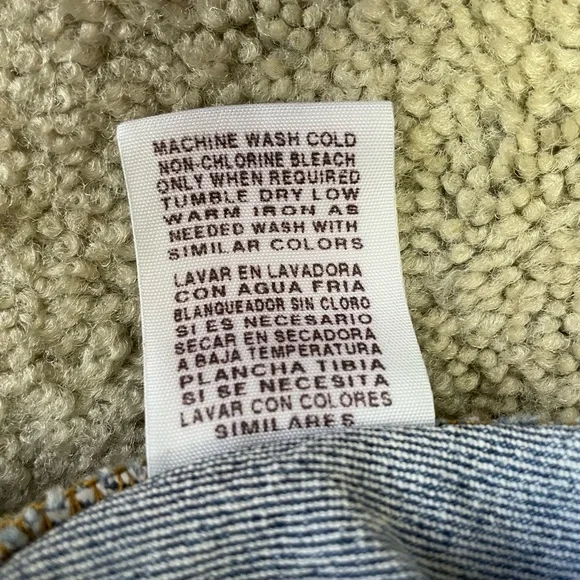 MACHINE WASH COLD
NON-CHLORINE BLEACH
ONLY WHEN REQUIRED
TUMBLE DRY LOW
WARM IRON AS
NEEDED WASH WITH
SIMILAR COLORS
LAVAR EN LAVADORA
CON AGUA FRIA
BLANQUEADOR SIN CLORO
SI ES NECESARIO
SECAR EN SECADORA
A BAJA TEMPERATURA
PLANCHA TIBIA
SI SE NECESITA
LAVAR CON COLORES
SIMILARES